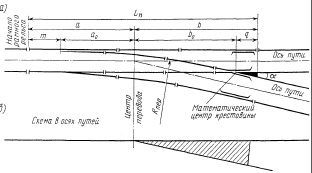 а)
Lп
a
b
m
a₀
b₀
q
Начало
рамного
рельса
Ось пути
Ось пути
α
Rпер
Центр
перевода
Математический
центр крестовины
б)
Схема в осях путей